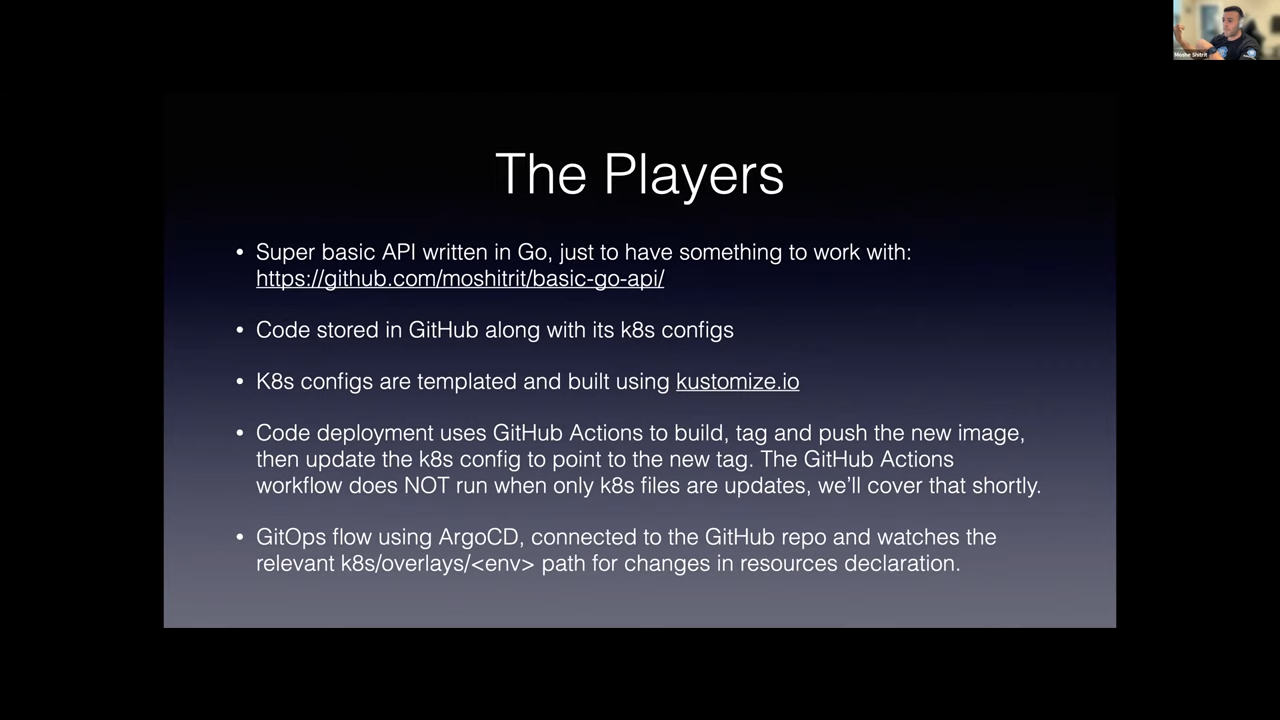 Moshe Shitrit
The Players
• Super basic API written in Go, just to have something to work with:
https://github.com/moshitrit/basic-go-api/
• Code stored in GitHub along with its k8s configs
• K8s configs are templated and built using kustomize.io
• Code deployment uses GitHub Actions to build, tag and push the new image,
then update the k8s config to point to the new tag. The GitHub Actions
workflow does NOT run when only k8s files are updates, we’ll cover that shortly.
• GitOps flow using ArgoCD, connected to the GitHub repo and watches the
relevant k8s/overlays/<env> path for changes in resources declaration.